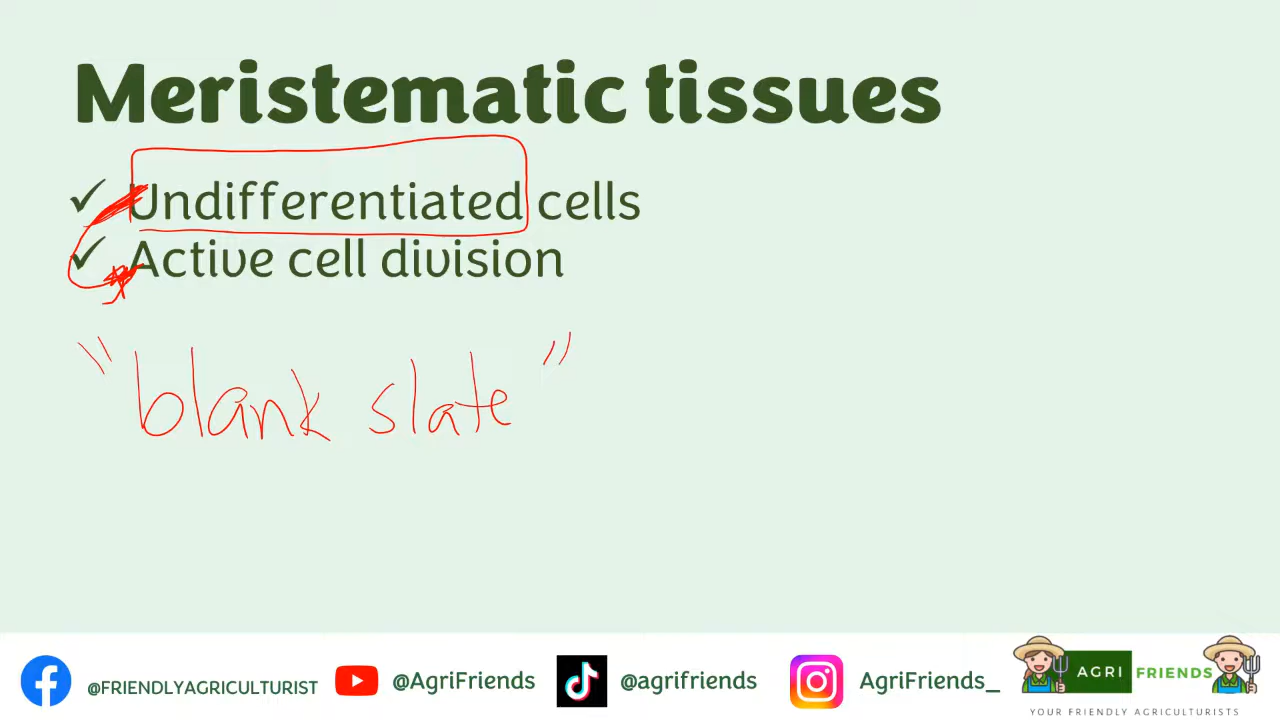 Meristematic tissues
✓ Undifferentiated cells
✓ Active cell division
"blank slate"
@FRIENDLYAGRICULTURIST
@AgriFriends
@agrifriends
AgriFriends_
AGRI FRIENDS
YOUR FRIENDLY AGRICULTURISTS